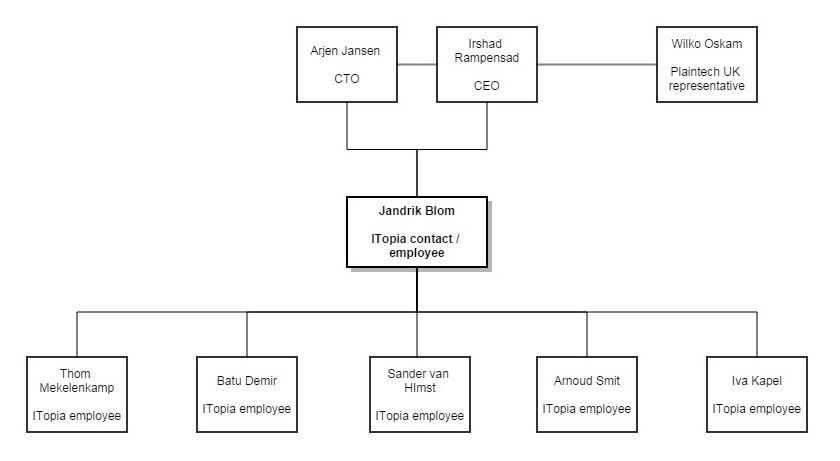 Arjen Jansen
CTO
Irshad
Rampensad
CEO
Wilko Oskam
Plaintech UK
representative
Jandrik Blom
ITopia contact /
employee
Thom
Mekelenkamp
ITopia employee
Batu Demir
ITopia employee
Sander van
HImst
ITopia employee
Arnoud Smit
ITopia employee
Iva Kapel
ITopia employee